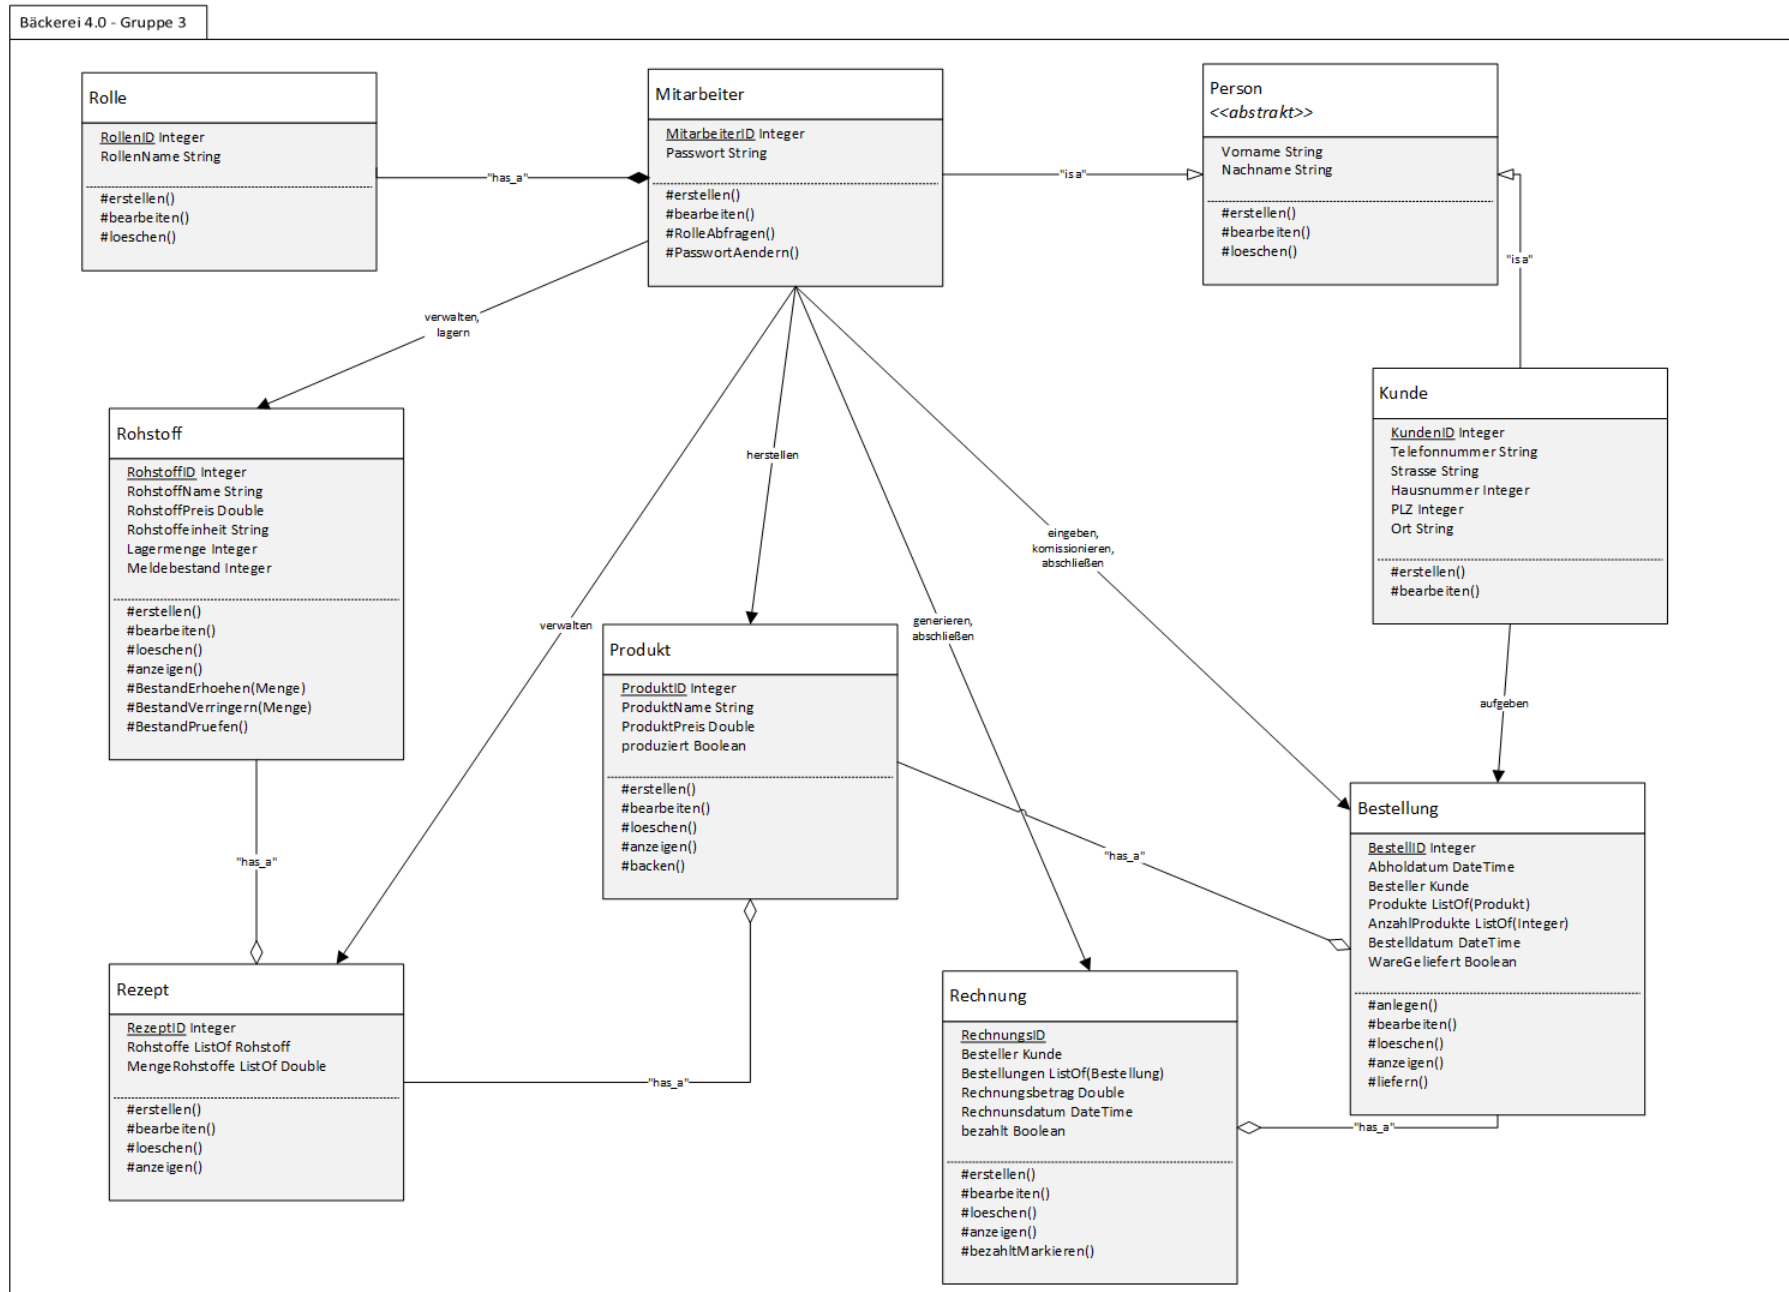 Bäckerei 4.0 - Gruppe 3
Rolle
RollenID Integer
RollenName String
#erstellen()
#bearbeiten()
#loeschen()
"has_a"
Mitarbeiter
MitarbeiterID Integer
Passwort String
#erstellen()
#bearbeiten()
#RolleAbfragen()
#PasswortAendern()
"is a"
Person
<<abstrakt>>
Vorname String
Nachname String
#erstellen()
#bearbeiten()
#loeschen()
"is a"
verwalten,
lagern
Kunde
KundenID Integer
Telefonnummer String
Strasse String
Hausnummer Integer
PLZ Integer
Ort String
#erstellen()
#bearbeiten()
Rohstoff
RohstoffID Integer
RohstoffName String
RohstoffPreis Double
Rohstoffeinheit String
Lagermenge Integer
Meldebestand Integer
#erstellen()
#bearbeiten()
#loeschen()
#anzeigen()
#BestandErhoehen(Menge)
#BestandVerringern(Menge)
#BestandPruefen()
herstellen
eingeben,
komissionieren,
abschließen
verwalten
generieren,
abschließen
Produkt
ProduktID Integer
ProduktName String
ProduktPreis Double
produziert Boolean
#erstellen()
#bearbeiten()
#loeschen()
#anzeigen()
#backen()
aufgeben
"has_a"
"has_a"
Bestellung
BestellID Integer
Abholdatum DateTime
Besteller Kunde
Produkte ListOf(Produkt)
AnzahlProdukte ListOf(Integer)
Bestelldatum DateTime
WareGeliefert Boolean
#anlegen()
#bearbeiten()
#loeschen()
#anzeigen()
#liefern()
Rezept
RezeptID Integer
Rohstoffe ListOf Rohstoff
MengeRohstoffe ListOf Double
#erstellen()
#bearbeiten()
#loeschen()
#anzeigen()
"has_a"
Rechnung
RechnungsID
Besteller Kunde
Bestellungen ListOf(Bestellung)
Rechnungsbetrag Double
Rechnunsdatum DateTime
bezahlt Boolean
#erstellen()
#bearbeiten()
#loeschen()
#anzeigen()
#bezahltMarkieren()
"has_a"